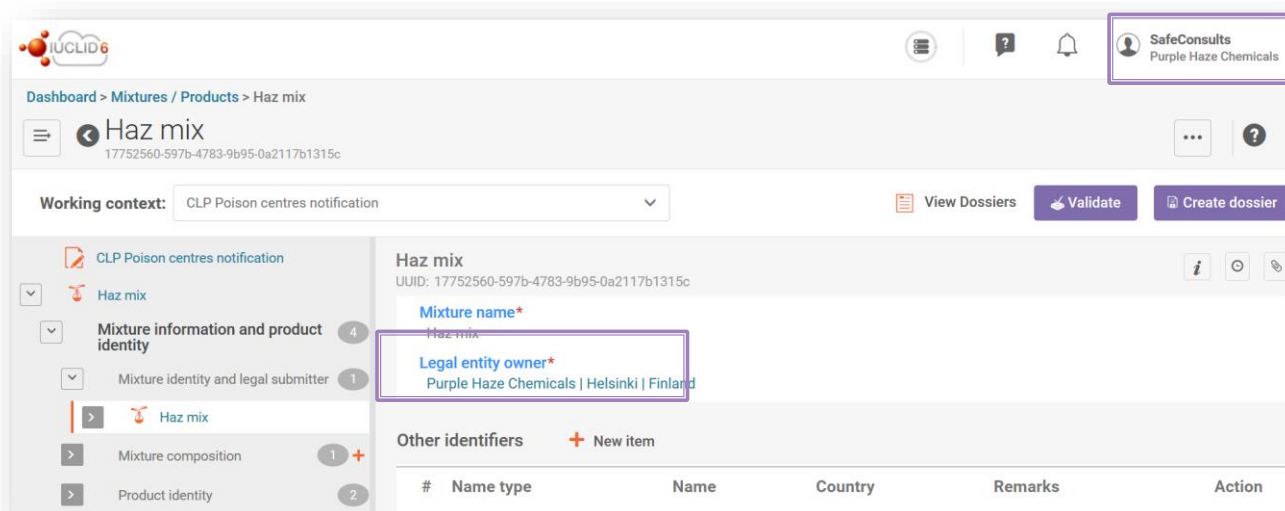 IUCLID6
SafeConsults
Purple Haze Chemicals
Dashboard > Mixtures / Products > Haz mix
Haz mix
17752560-597b-4783-9b95-0a2117b1315c
Working context: CLP Poison centres notification
View Dossiers
Validate
Create dossier
CLP Poison centres notification
Haz mix
Mixture information and product identity 4
Mixture identity and legal submitter 1
Haz mix
Mixture composition 1 +
Product identity 2
Haz mix
UUID: 17752560-597b-4783-9b95-0a2117b1315c
Mixture name*
Haz mix
Legal entity owner*
Purple Haze Chemicals | Helsinki | Finland
Other identifiers + New item
# Name type Name Country Remarks Action